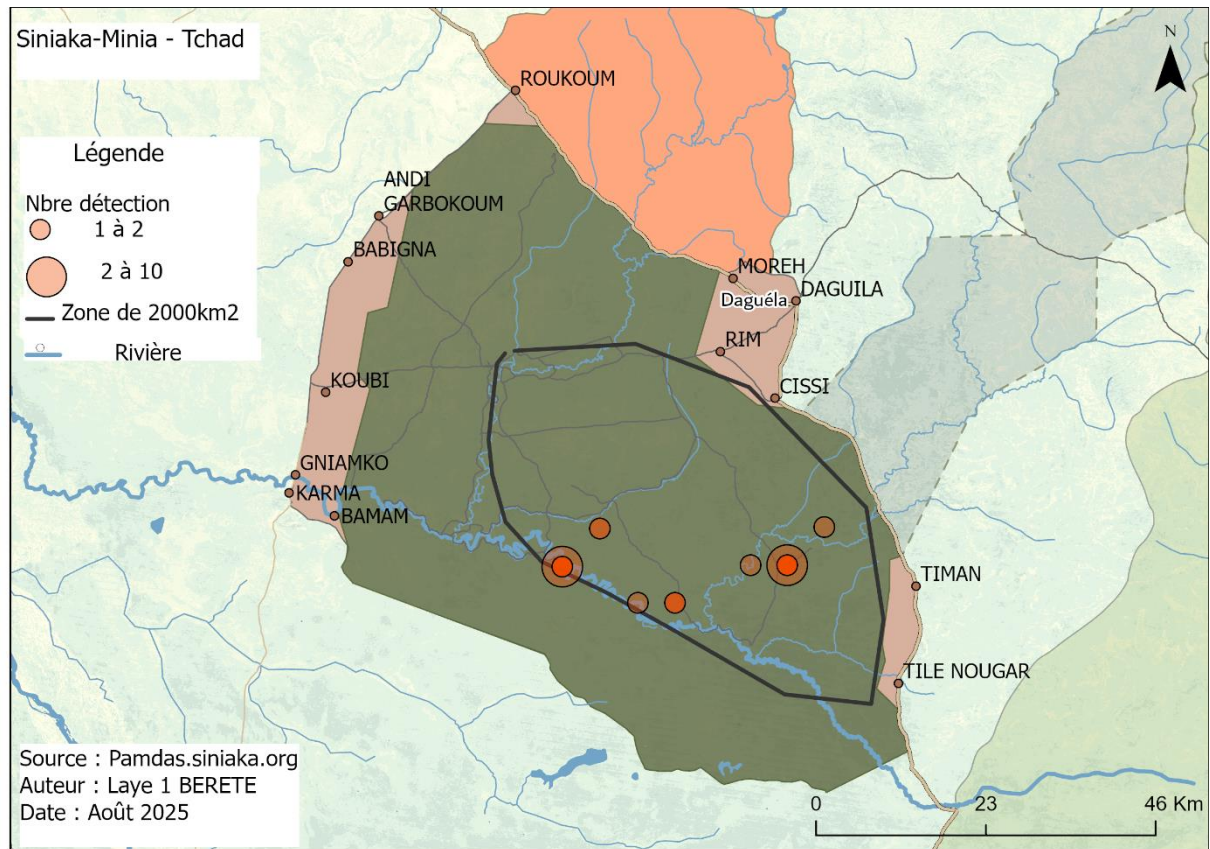 Siniaka-Minia - Tchad
N
Légende
Nbre détection
1 à 2
2 à 10
Zone de 2000km2
Rivière
ROUKOUM
ANDI
GARBOKOUM
BABIGNA
MOREH
Daguéla
DAGUILA
RIM
KOUBI
CISSI
GNIAMKO
KARMA
BAMAM
TIMAN
TILE NOUGAR
Source : Pamdas.siniaka.org
Auteur : Laye 1 BERETE
Date : Août 2025
0 23 46 Km